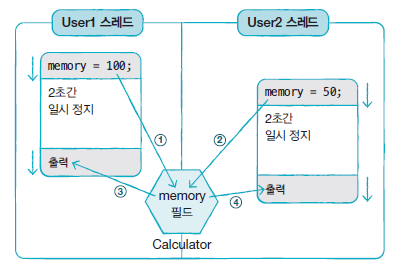 User1 스레드
User2 스레드
memory = 100;
2초간
일시 정지
출력
memory = 50;
2초간
일시 정지
출력
①
②
③
④
memory
필드
Calculator